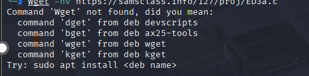 Wget -nv https://samsclass.info/127/proj/ED3a.c
Command 'Wget' not found, did you mean:
command 'dget' from deb devscripts
command 'bget' from deb ax25-tools
command 'wget' from deb wget
command 'kget' from deb kget
Try: sudo apt install <deb name>